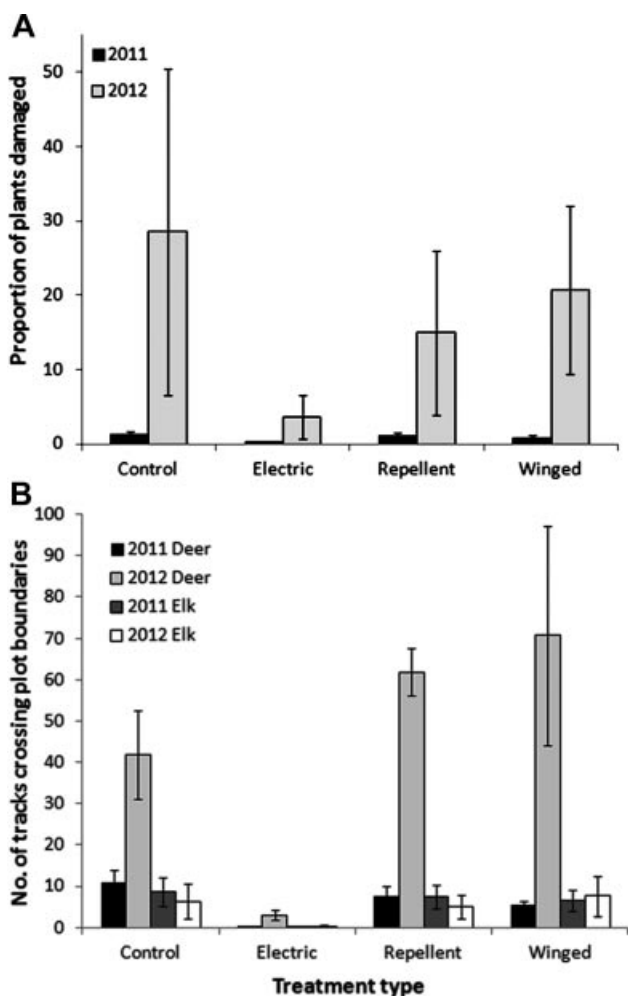 A
2011
2012
Proportion of plants damaged
50
40
30
20
10
0
Control Electric Repellent Winged
B
2011 Deer
2012 Deer
2011 Elk
2012 Elk
No. of tracks crossing plot boundaries
100
90
80
70
60
50
40
30
20
10
0
Control Electric Repellent Winged
Treatment type